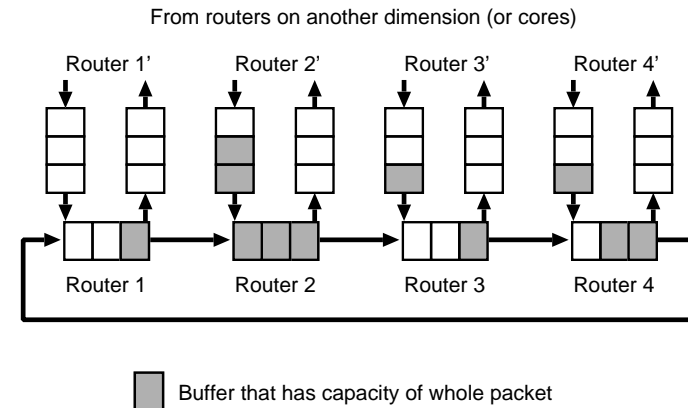 From routers on another dimension (or cores)
Router 1’ Router 2’ Router 3’ Router 4’
Router 1 Router 2 Router 3 Router 4
Buffer that has capacity of whole packet